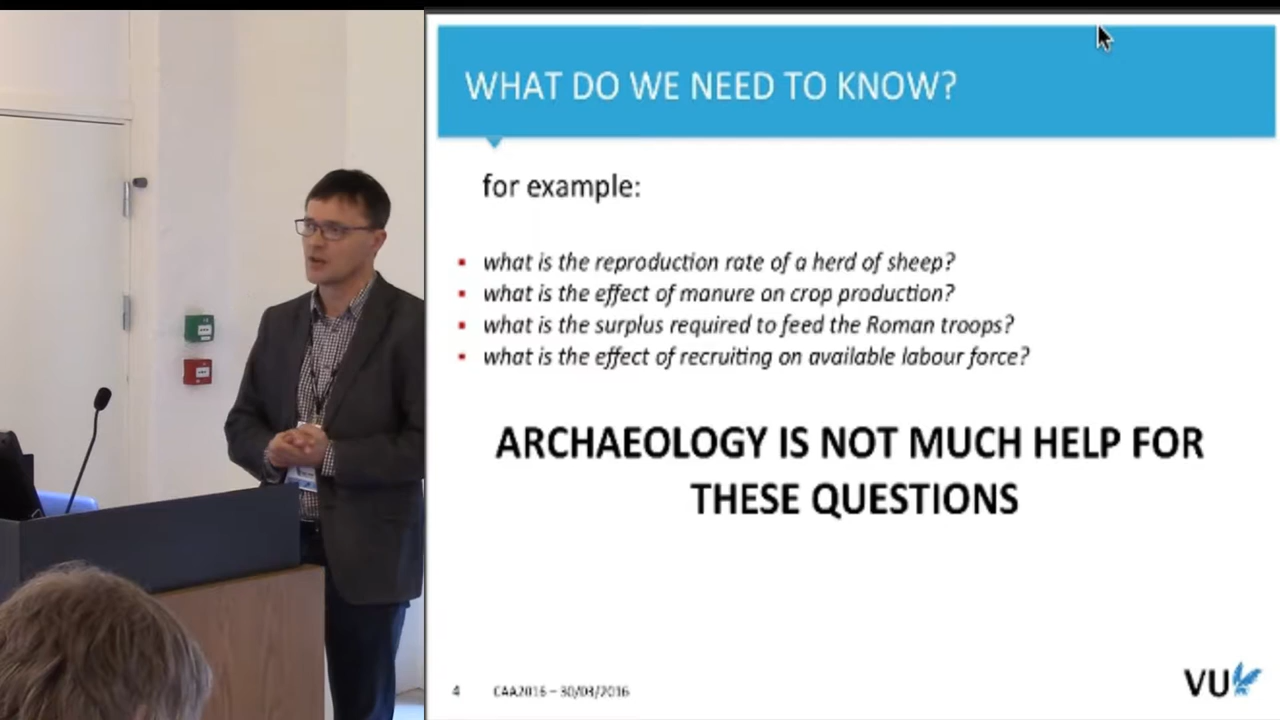 WHAT DO WE NEED TO KNOW?
for example:
▪ what is the reproduction rate of a herd of sheep?
▪ what is the effect of manure on crop production?
▪ what is the surplus required to feed the Roman troops?
▪ what is the effect of recruiting on available labour force?
ARCHAEOLOGY IS NOT MUCH HELP FOR
THESE QUESTIONS
4 CAA2016 – 30/03/2016
VU